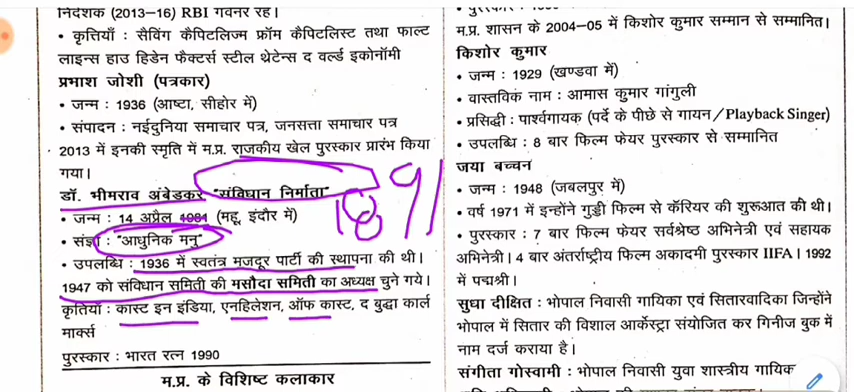 निदेशक (2013–16) RBI गवर्नर रहे।
• कृत्तियाँ : सैविंग कैपिटलिज्म फ्रॉम कैपिटलिस्ट तथा फाल्ट
लाइन्स हाउ हिडेन फैक्टर्स स्टील थ्रेटेन्स द वर्ल्ड इकोनॉमी
प्रभाश जोशी (पत्रकार)
• जन्म : 1936 (आष्टा, सीहोर में)
• संपादन : नईदुनिया समाचार पत्र, जनसत्ता समाचार पत्र
• 2013 में इनकी स्मृति में म.प्र. राजकीय खेल पुरस्कार प्रारंभ किया
गया।
डॉ. भीमराव अंबेडकर "संविधान निर्माता"
• जन्म : 14 अप्रैल 1981 (महू, इंदौर में)
1891
• संज्ञा : "आधुनिक मनु"
• उपलब्धि : 1936 में स्वतंत्र मजदूर पार्टी की स्थापना की थी।
1947 को संविधान समिती की मसौदा समिती का अध्यक्ष चुने गये।
कृतियाँ : कास्ट इन इंडिया, एनहिलेशन, ऑफ कास्ट, द बुद्धा कार्ल
मार्क्स
पुरस्कार : भारत रत्न 1990
म.प्र. के विशिष्ट कलाकार
म.प्र. शासन के 2004–05 में किशोर कुमार सम्मान से सम्मानित।
किशोर कुमार
• जन्म : 1929 (खण्डवा में)
• वास्तविक नाम : आमास कुमार गांगुली
• प्रसिद्धी : पार्श्वगायक (पर्दे के पीछे से गायन/Playback Singer)
• उपलब्धि : 8 बार फिल्म फेयर पुरस्कार से सम्मानित
जया बच्चन
• जन्म : 1948 (जबलपुर में)
• वर्ष 1971 में इन्होंने गुड्डी फिल्म से कॅरियर की शुरूआत की थी।
• पुरस्कार : 7 बार फिल्म फेयर सर्वश्रेष्ठ अभिनेत्री एवं सहायक
अभिनेत्री। 4 बार अंतर्राष्ट्रीय फिल्म अकादमी पुरस्कार IIFA। 1992
में पद्मश्री।
सुधा दीक्षित : भोपाल निवासी गायिका एवं सितारवादिका जिन्होंने
भोपाल में सितार की विशाल आर्केस्ट्रा संयोजित कर गिनीज बुक में
नाम दर्ज कराया है।
संगीता गोस्वामी : भोपाल निवासी युवा शास्त्रीय गायिक